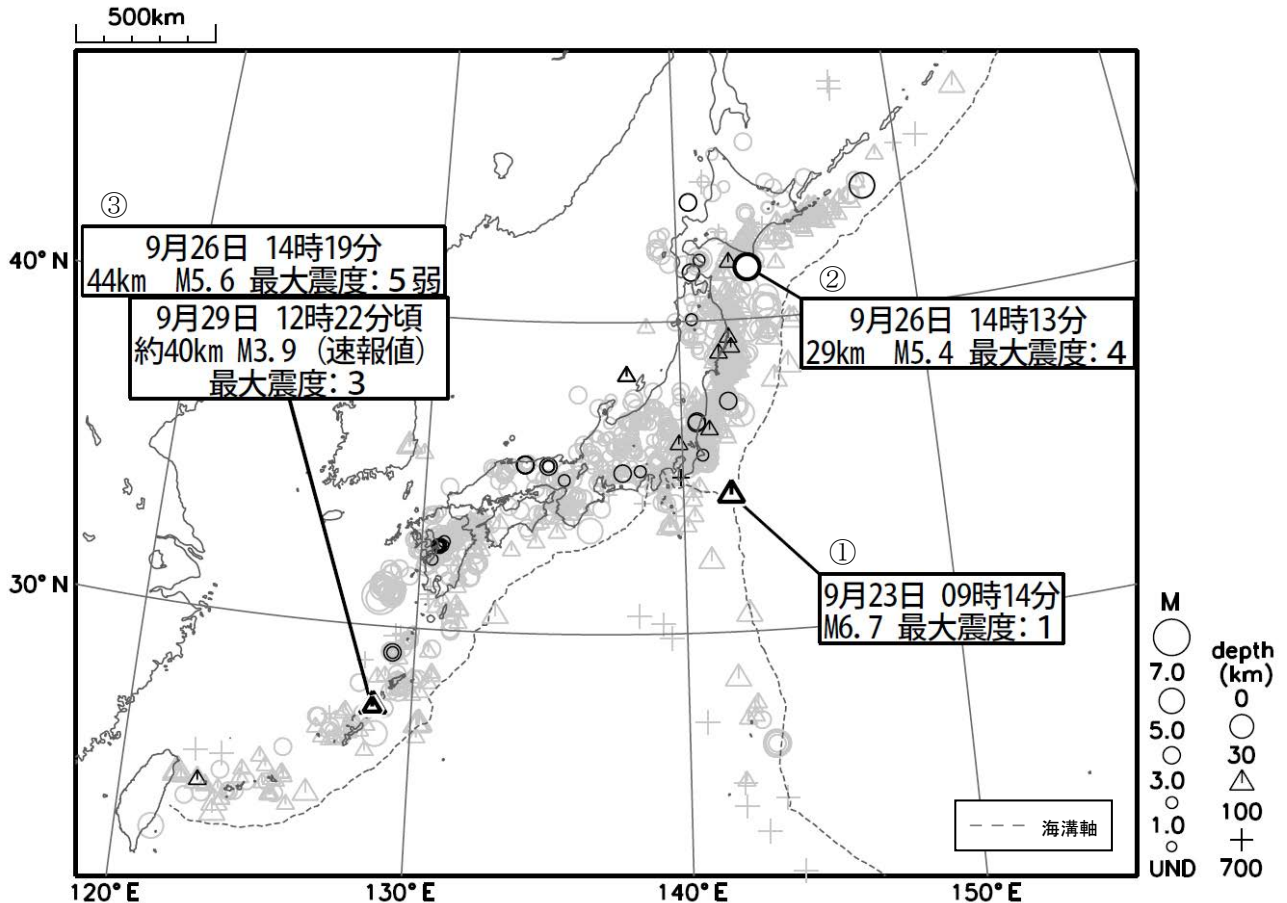 500km
③
9月26日 14時19分
44km M5.6 最大震度：５弱
9月29日 12時22分頃
約40km M3.9（速報値）
最大震度：３
②
9月26日 14時13分
29km M5.4 最大震度：４
①
9月23日 09時14分
M6.7 最大震度：１
40°N
30°N
120°E
130°E
140°E
150°E
海溝軸
M
7.0
5.0
3.0
1.0
UND
depth
(km)
0
30
100
700